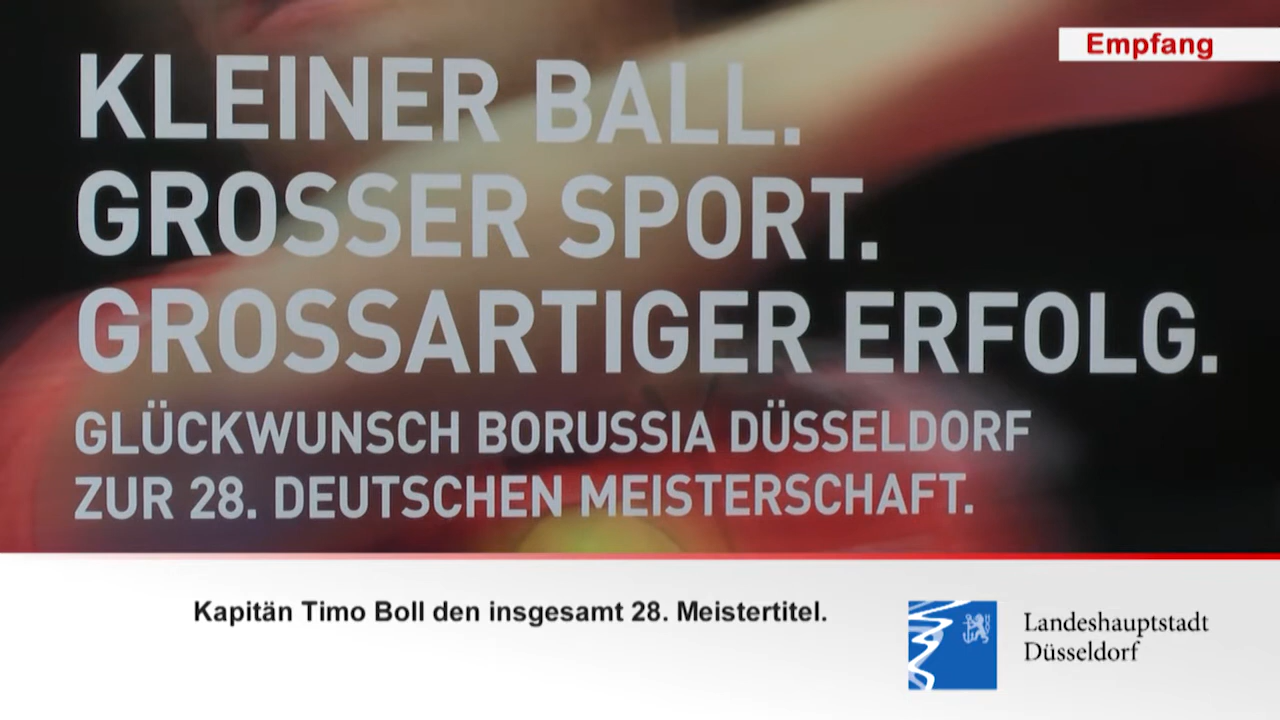 Empfang
KLEINER BALL.
GROSSER SPORT.
GROSSARTIGER ERFOLG.
GLÜCKWUNSCH BORUSSIA DÜSSELDORF
ZUR 28. DEUTSCHEN MEISTERSCHAFT.
Kapitän Timo Boll den insgesamt 28. Meistertitel.
Landeshauptstadt
Düsseldorf